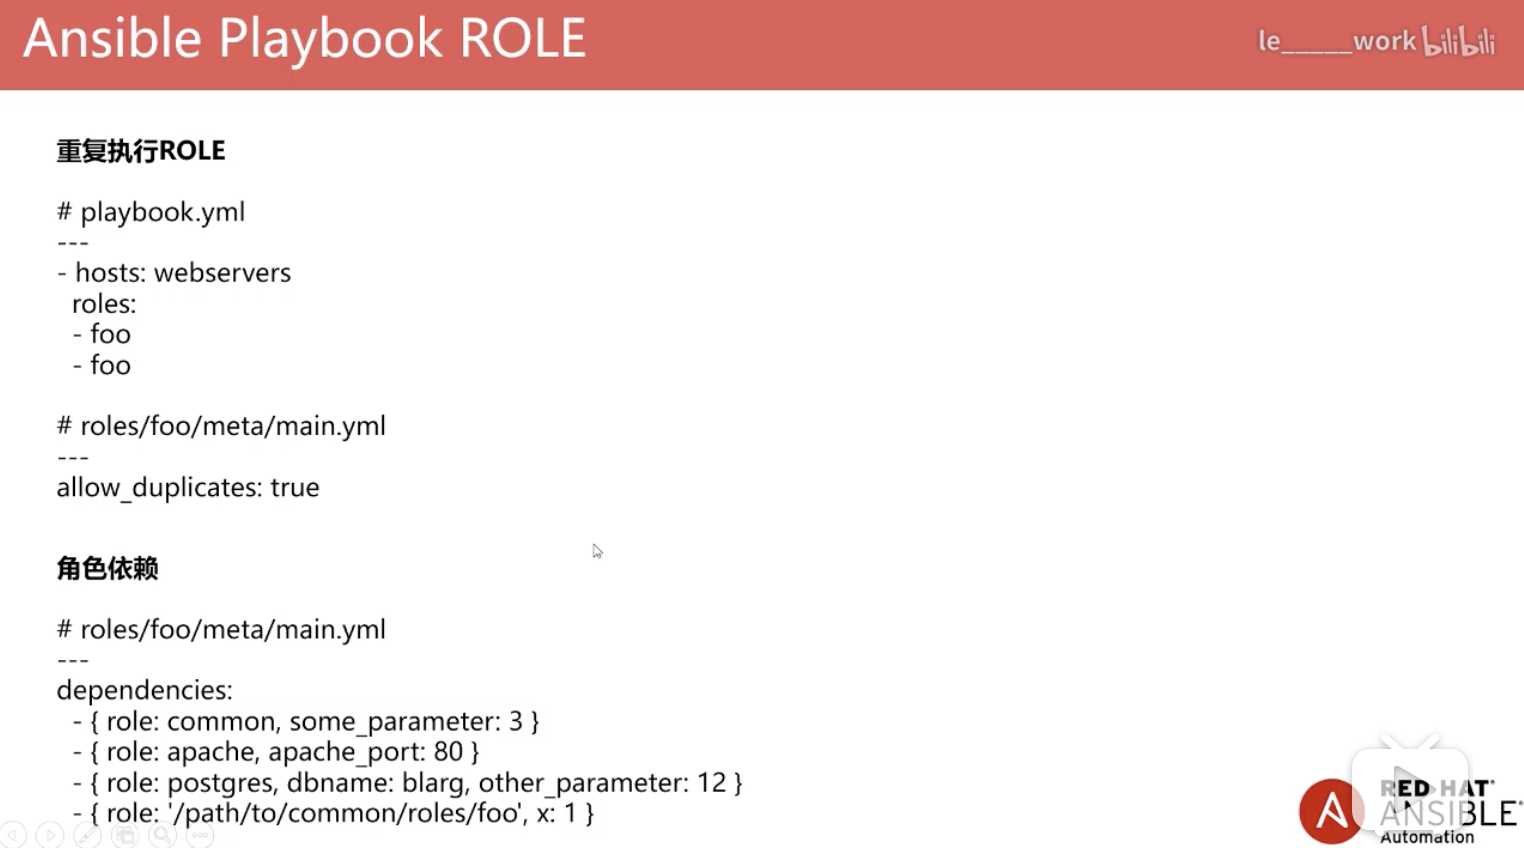 Ansible Playbook ROLE
le_____work bilibili
重复执行ROLE
# playbook.yml
---
- hosts: webservers
roles:
- foo
- foo
# roles/foo/meta/main.yml
---
allow_duplicates: true
角色依赖
# roles/foo/meta/main.yml
---
dependencies:
- { role: common, some_parameter: 3 }
- { role: apache, apache_port: 80 }
- { role: postgres, dbname: blarg, other_parameter: 12 }
- { role: '/path/to/common/roles/foo', x: 1 }
RED HAT
ANSIBLE
Automation